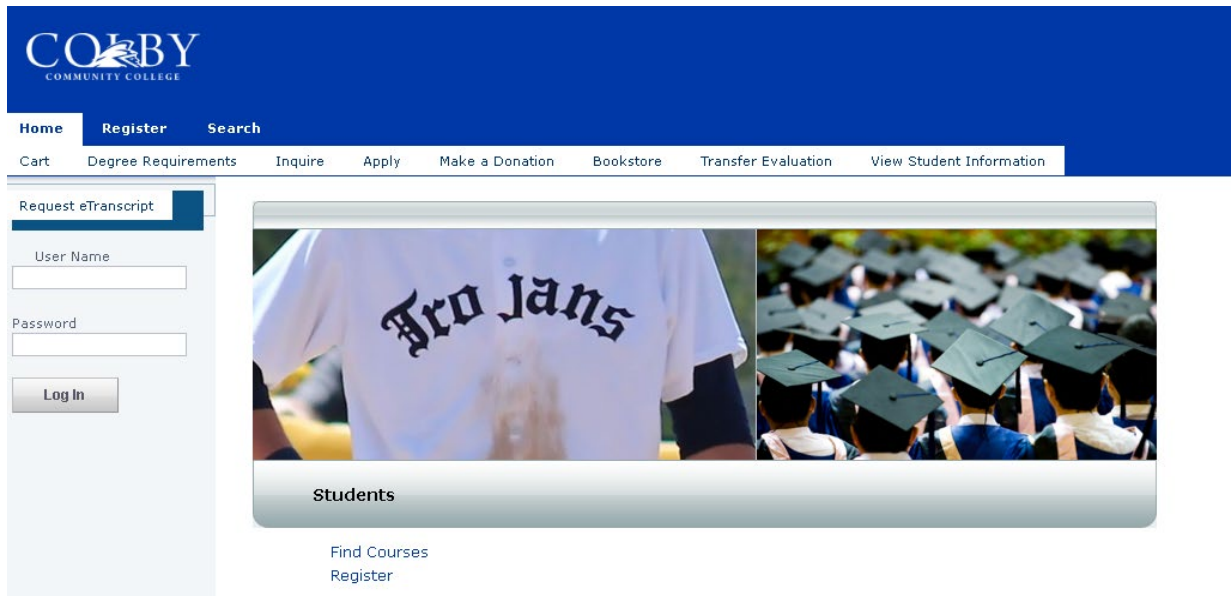 COLBY
COMMUNITY COLLEGE
Home Register Search
Cart Degree Requirements Inquire Apply Make a Donation Bookstore Transfer Evaluation View Student Information
Request eTranscript
User Name
Password
Log In
Trojans
Students
Find Courses
Register